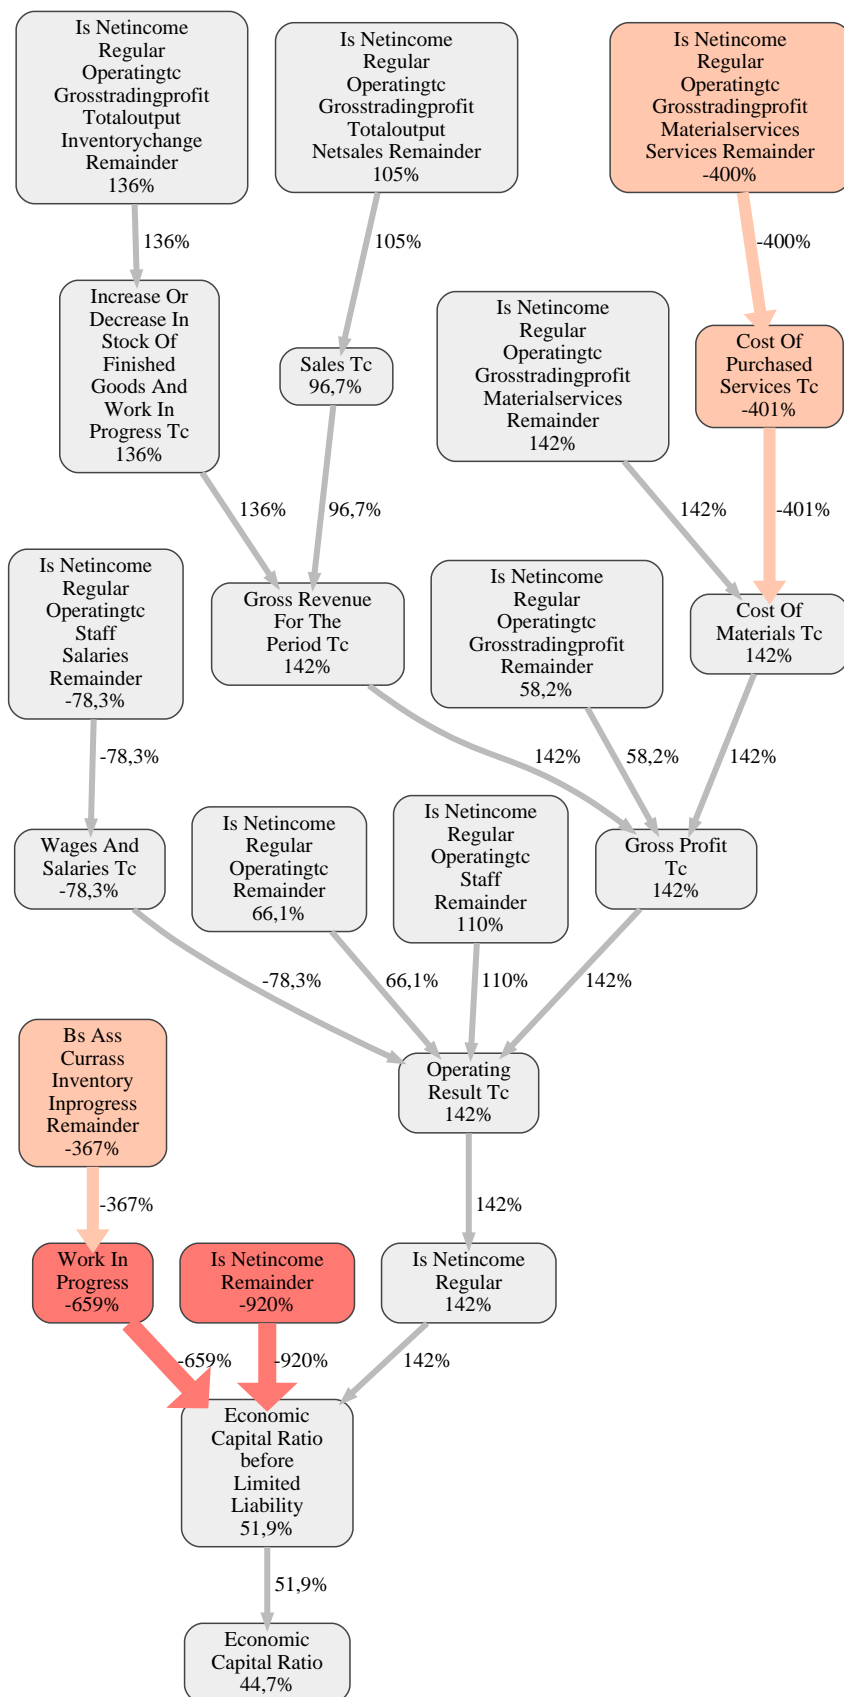 Is Netincome
Regular
Operatingtc
Grosstradingprofit
Totaloutput
Inventorychange
Remainder
136%
Is Netincome
Regular
Operatingtc
Grosstradingprofit
Totaloutput
Netsales Remainder
105%
Is Netincome
Regular
Operatingtc
Grosstradingprofit
Materialservices
Services Remainder
-400%
136%
105%
-400%
Increase Or
Decrease In
Stock Of
Finished
Goods And
Work In
Progress Tc
136%
Sales Tc
96,7%
Is Netincome
Regular
Operatingtc
Grosstradingprofit
Materialservices
Remainder
142%
Cost Of
Purchased
Services Tc
-401%
136%
96,7%
142%
-401%
Is Netincome
Regular
Operatingtc
Staff
Salaries
Remainder
-78,3%
Gross Revenue
For The
Period Tc
142%
Is Netincome
Regular
Operatingtc
Grosstradingprofit
Remainder
58,2%
Cost Of
Materials Tc
142%
-78,3%
142%
58,2%
142%
Wages And
Salaries Tc
-78,3%
Is Netincome
Regular
Operatingtc
Remainder
66,1%
Is Netincome
Regular
Operatingtc
Staff
Remainder
110%
Gross Profit
Tc
142%
-78,3%
66,1%
110%
142%
Bs Ass
Currass
Inventory
Inprogress
Remainder
-367%
Operating
Result Tc
142%
-367%
142%
Work In
Progress
-659%
Is Netincome
Remainder
-920%
Is Netincome
Regular
142%
-659%
-920%
142%
Economic
Capital Ratio
before
Limited
Liability
51,9%
51,9%
Economic
Capital Ratio
44,7%